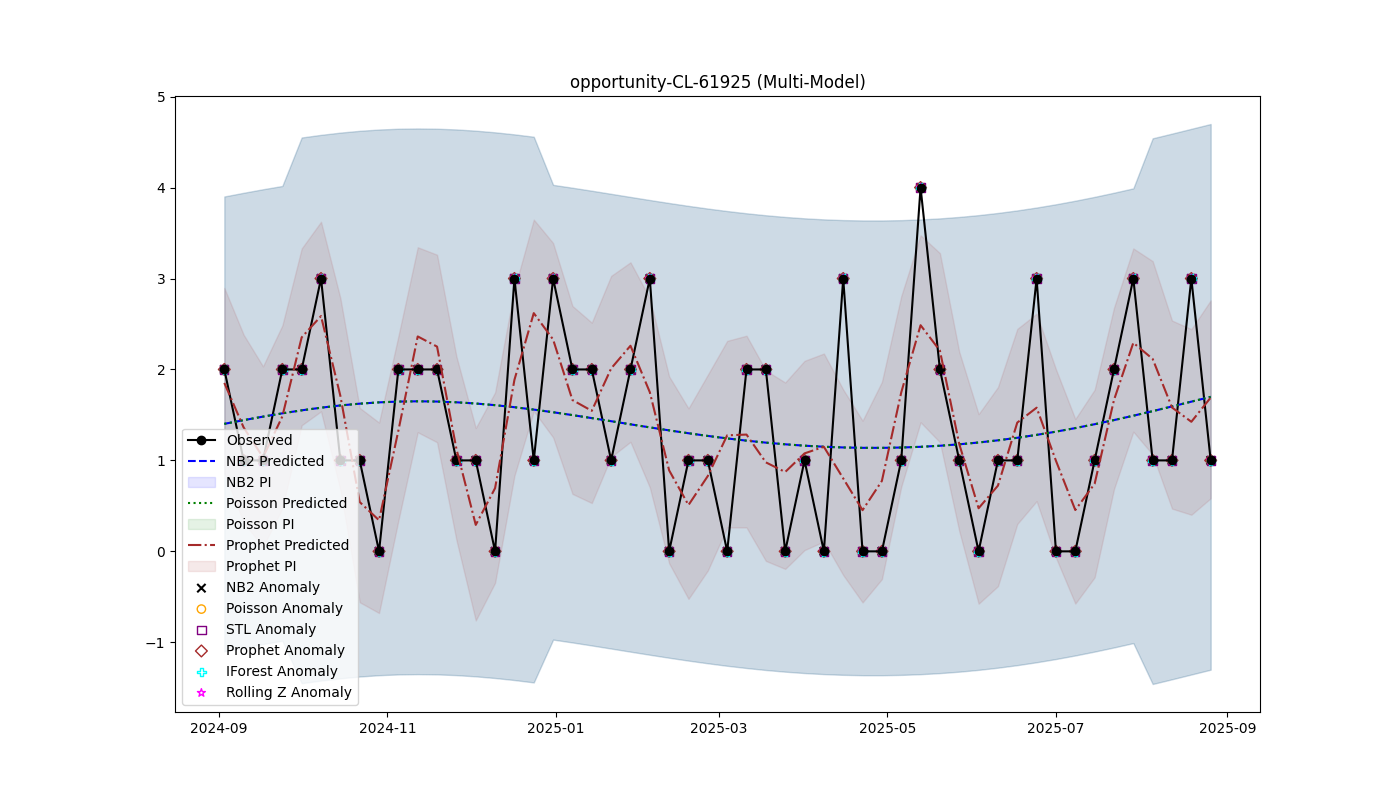 opportunity-CL-61925 (Multi-Model)
5
4
3
2
1
0
−1
Observed
NB2 Predicted
NB2 PI
Poisson Predicted
Poisson PI
Prophet Predicted
Prophet PI
NB2 Anomaly
Poisson Anomaly
STL Anomaly
Prophet Anomaly
IForest Anomaly
Rolling Z Anomaly
2024-09 2024-11 2025-01 2025-03 2025-05 2025-07 2025-09